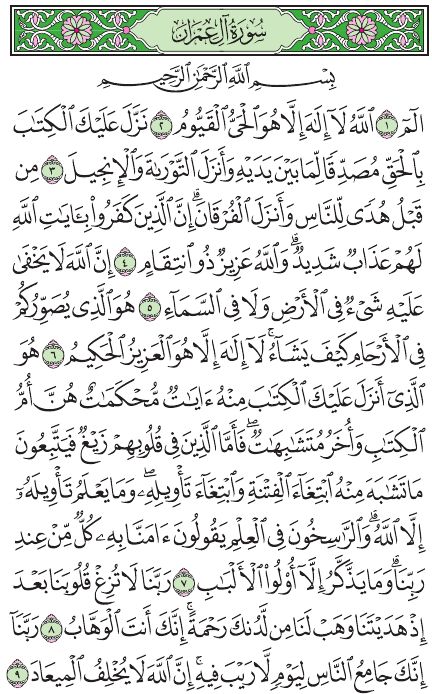 سُورَةُ آلِ عِمْرَان
بِسْمِ ٱللَّهِ ٱلرَّحْمَٰنِ ٱلرَّحِيمِ
الٓمٓ ١ ٱللَّهُ لَآ إِلَٰهَ إِلَّا هُوَ ٱلْحَىُّ ٱلْقَيُّومُ ٢ نَزَّلَ عَلَيْكَ ٱلْكِتَٰبَ
بِٱلْحَقِّ مُصَدِّقًا لِّمَا بَيْنَ يَدَيْهِ وَأَنزَلَ ٱلتَّوْرَىٰةَ وَٱلْإِنجِيلَ ٣ مِن
قَبْلُ هُدًى لِّلنَّاسِ وَأَنزَلَ ٱلْفُرْقَانَ ۗ إِنَّ ٱلَّذِينَ كَفَرُوا۟ بِـَٔايَٰتِ ٱللَّهِ
لَهُمْ عَذَابٌ شَدِيدٌ ۗ وَٱللَّهُ عَزِيزٌ ذُو ٱنتِقَامٍ ٤ إِنَّ ٱللَّهَ لَا يَخْفَىٰ
عَلَيْهِ شَىْءٌ فِى ٱلْأَرْضِ وَلَا فِى ٱلسَّمَآءِ ٥ هُوَ ٱلَّذِى يُصَوِّرُكُمْ
فِى ٱلْأَرْحَامِ كَيْفَ يَشَآءُ ۚ لَآ إِلَٰهَ إِلَّا هُوَ ٱلْعَزِيزُ ٱلْحَكِيمُ ٦ هُوَ
ٱلَّذِىٓ أَنزَلَ عَلَيْكَ ٱلْكِتَٰبَ مِنْهُ ءَايَٰتٌ مُّحْكَمَٰتٌ هُنَّ أُمُّ
ٱلْكِتَٰبِ وَأُخَرُ مُتَشَٰبِهَٰتٌ ۖ فَأَمَّا ٱلَّذِينَ فِى قُلُوبِهِمْ زَيْغٌ فَيَتَّبِعُونَ
مَا تَشَٰبَهَ مِنْهُ ٱبْتِغَآءَ ٱلْفِتْنَةِ وَٱبْتِغَآءَ تَأْوِيلِهِۦ ۗ وَمَا يَعْلَمُ تَأْوِيلَهُۥٓ
إِلَّا ٱللَّهُ ۗ وَٱلرَّٰسِخُونَ فِى ٱلْعِلْمِ يَقُولُونَ ءَامَنَّا بِهِۦ كُلٌّ مِّنْ عِندِ
رَبِّنَا ۗ وَمَا يَذَّكَّرُ إِلَّآ أُو۟لُوا۟ ٱلْأَلْبَٰبِ ٧ رَبَّنَا لَا تُزِغْ قُلُوبَنَا بَعْدَ
إِذْ هَدَيْتَنَا وَهَبْ لَنَا مِن لَّدُنكَ رَحْمَةً ۚ إِنَّكَ أَنتَ ٱلْوَهَّابُ ٨ رَبَّنَآ
إِنَّكَ جَامِعُ ٱلنَّاسِ لِيَوْمٍ لَّا رَيْبَ فِيهِ ۚ إِنَّ ٱللَّهَ لَا يُخْلِفُ ٱلْمِيعَادَ ٩